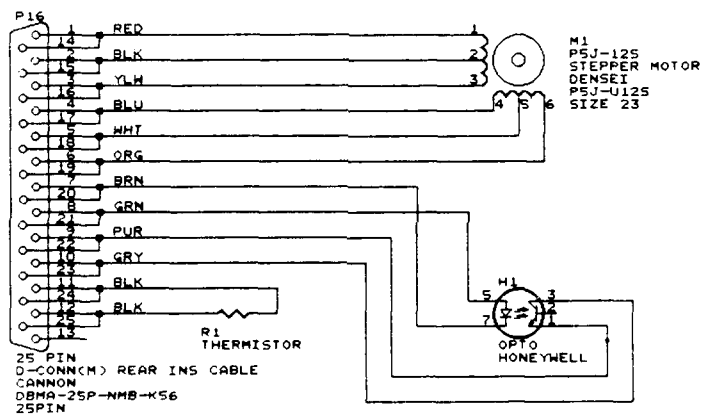 P16
1 RED
14
2 BLK
15
3 YLW
16
4 BLU
17
5 WHT
18
6 ORG
19
7 BRN
20
8 GRN
21
9 PUR
22
10 GRY
23
11 BLK
24
12 BLK
25
13
1
2
3
4 5 6
M1
P5J-12S
STEPPER MOTOR
DENSEI
P5J-U12S
SIZE 23
R1
THERMISTOR
H1
5 3
2
7 1
OPTO
HONEYWELL
25 PIN
D-CONN(M) REAR INS CABLE
CANNON
DBMA-25P-NMB-K56
25PIN